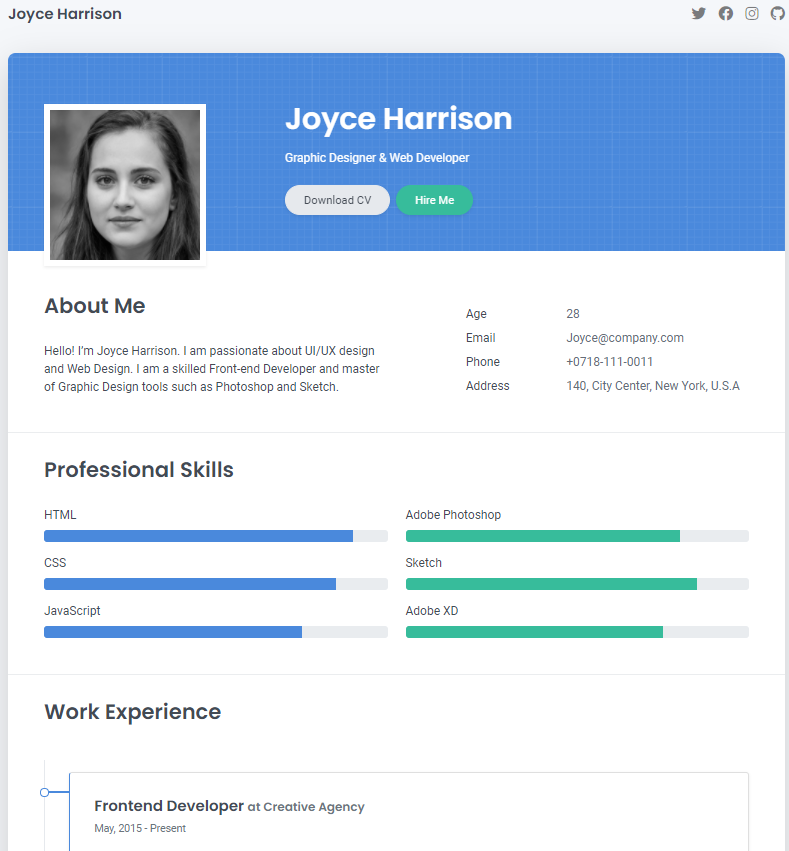 Joyce Harrison
Joyce Harrison
Graphic Designer & Web Developer
Download CV
Hire Me
About Me
Hello! I’m Joyce Harrison. I am passionate about UI/UX design
and Web Design. I am a skilled Front-end Developer and master
of Graphic Design tools such as Photoshop and Sketch.
Age 28
Email Joyce@company.com
Phone +0718-111-0011
Address 140, City Center, New York, U.S.A
Professional Skills
HTML
CSS
JavaScript
Adobe Photoshop
Sketch
Adobe XD
Work Experience
Frontend Developer at Creative Agency
May, 2015 - Present